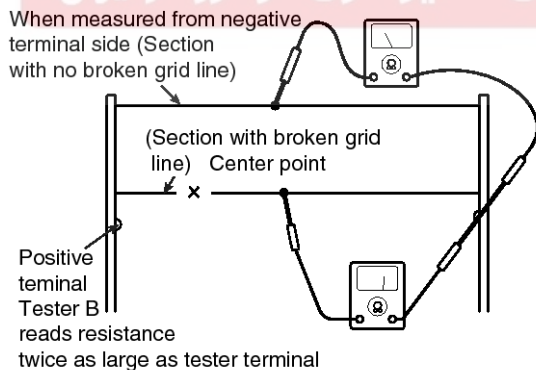 When measured from negative
terminal side (Section
with no broken grid line)
(Section with broken grid
line) Center point
Positive
teminal
Tester B
reads resistance
twice as large as tester terminal
Ω
Ω